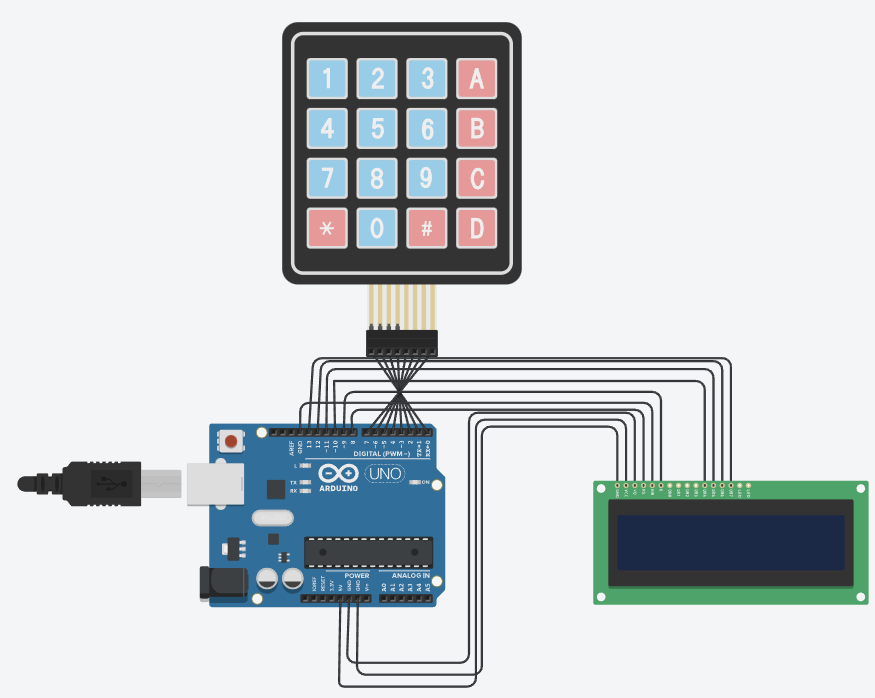 1 2 3 A
4 5 6 B
7 8 9 C
* 0 # D
AREF
GND
13
12
~11
~10
~9
8
7
~6
~5
4
~3
2
TX→1
RX←0
DIGITAL (PWM~)
L
TX
RX
UNO
ARDUINO
ON
POWER
ANALOG IN
IOREF
RESET
3.3V
5V
GND
GND
Vin
A0
A1
A2
A3
A4
A5